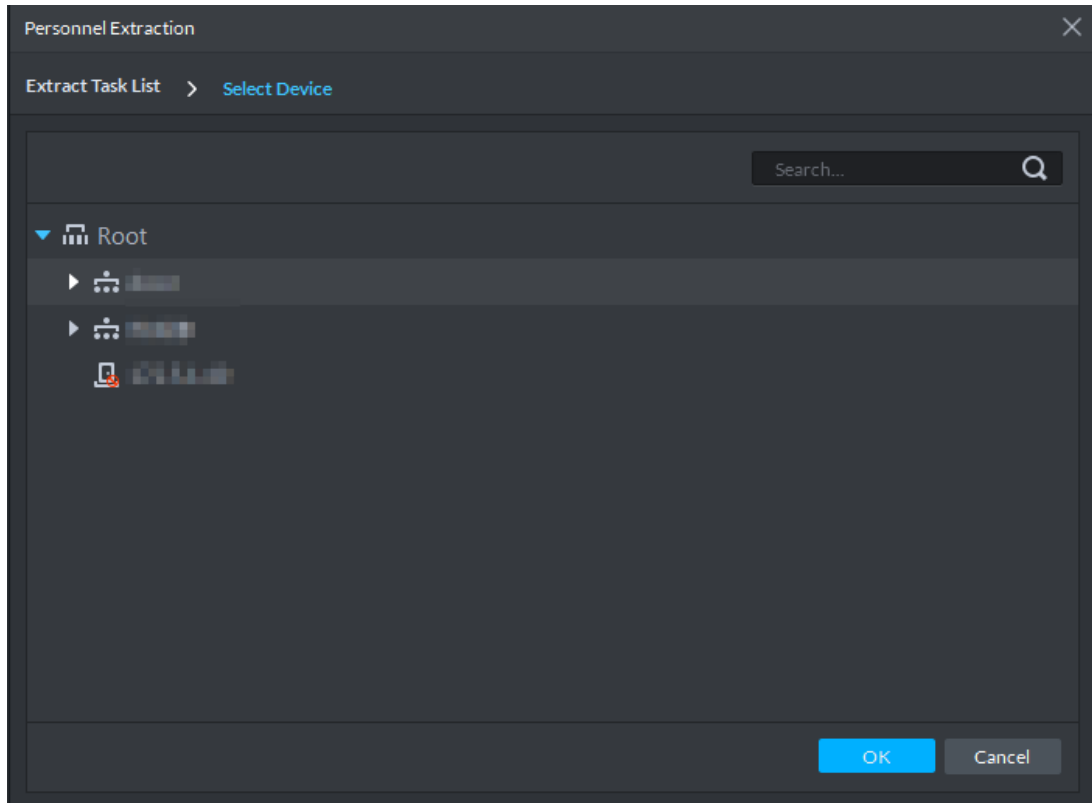 Personnel Extraction
Extract Task List > Select Device
Search...
Root
OK Cancel